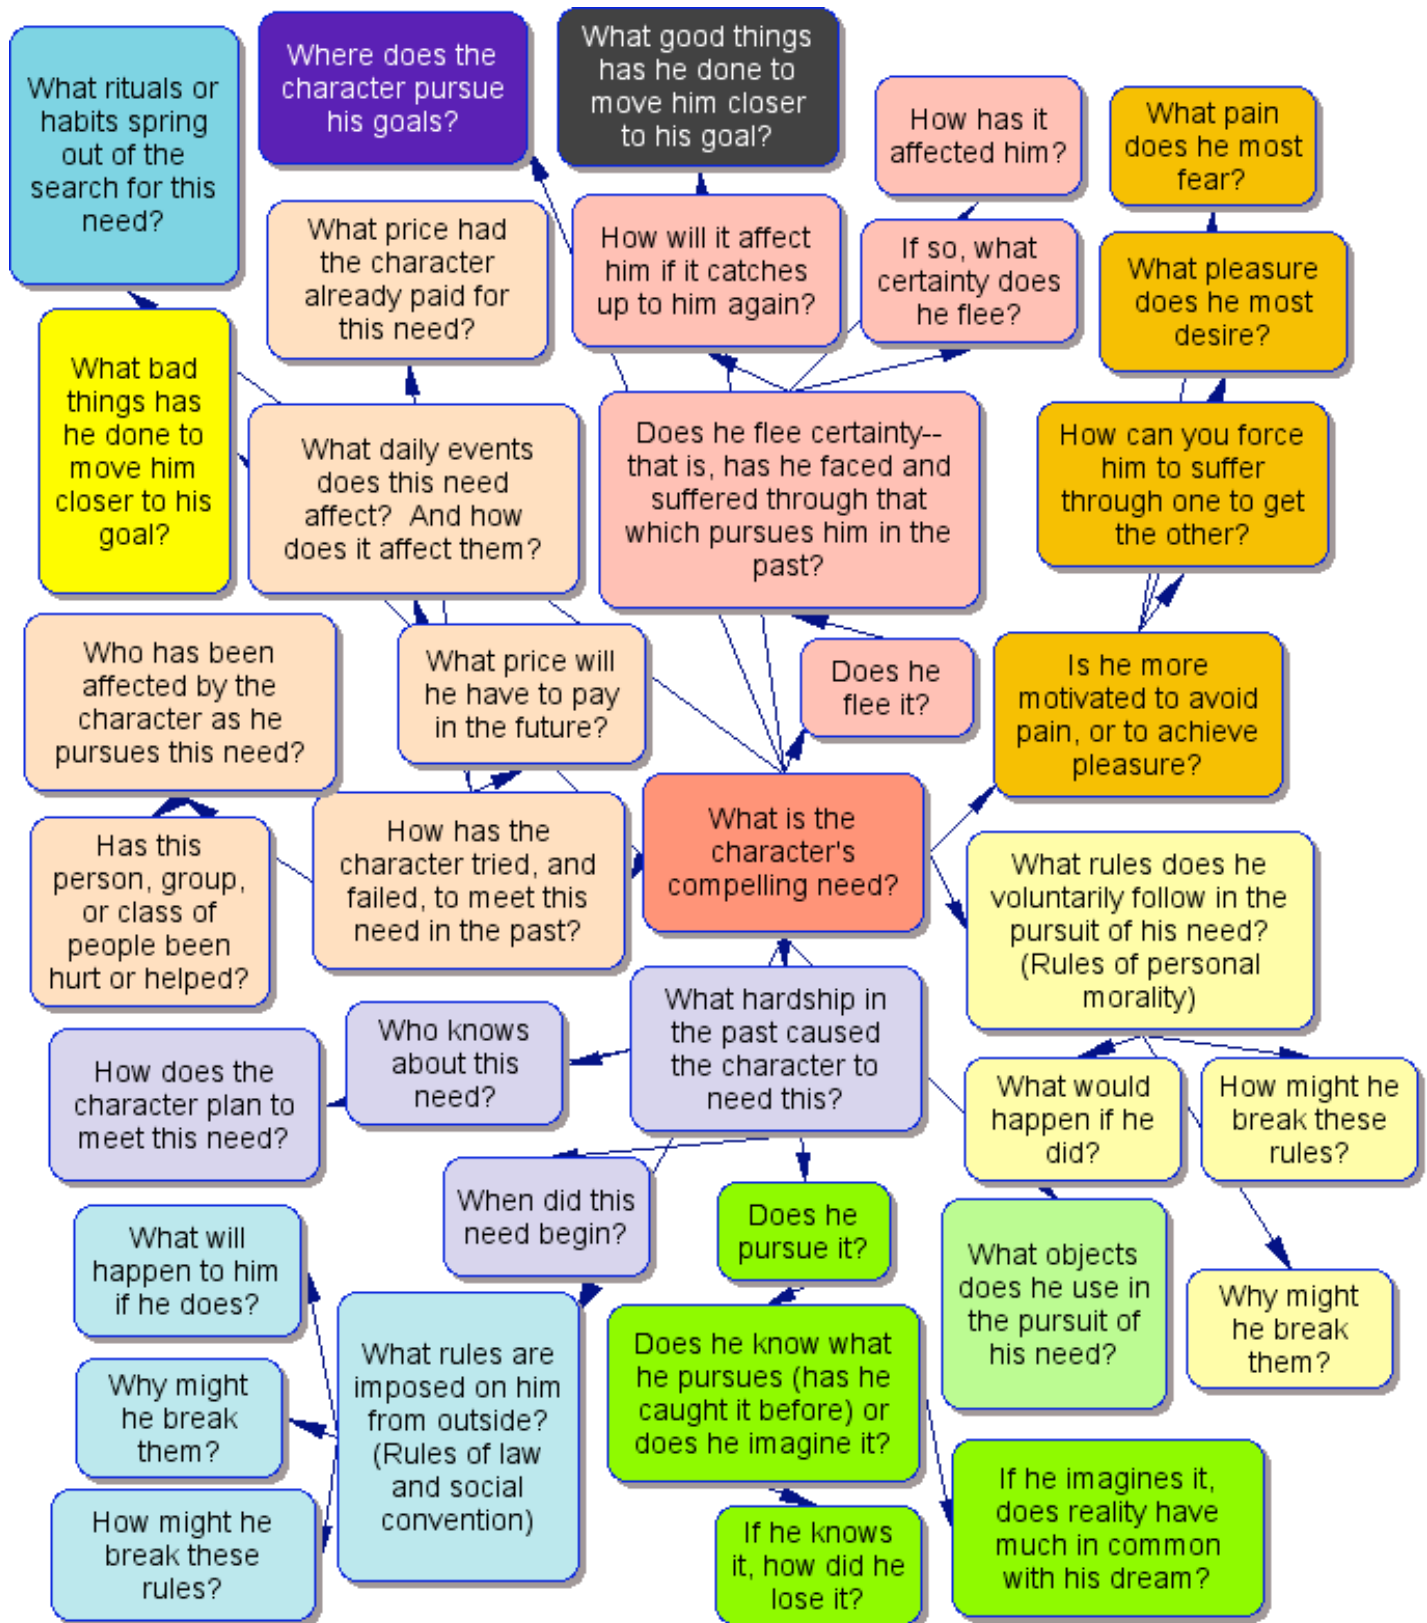 What rituals or
habits spring
out of the
search for this
need?
Where does the
character pursue
his goals?
What good things
has he done to
move him closer
to his goal?
How has it
affected him?
What pain
does he most
fear?
What price had
the character
already paid for
this need?
How will it affect
him if it catches
up to him again?
If so, what
certainty does
he flee?
What pleasure
does he most
desire?
What bad
things has
he done to
move him
closer to his
goal?
What daily events
does this need
affect? And how
does it affect them?
Does he flee certainty--
that is, has he faced and
suffered through that
which pursues him in the
past?
How can you force
him to suffer
through one to get
the other?
Who has been
affected by the
character as he
pursues this need?
What price will
he have to pay
in the future?
Does he
flee it?
Is he more
motivated to avoid
pain, or to achieve
pleasure?
Has this
person, group,
or class of
people been
hurt or helped?
How has the
character tried, and
failed, to meet this
need in the past?
What is the
character's
compelling need?
What rules does he
voluntarily follow in the
pursuit of his need?
(Rules of personal
morality)
How does the
character plan to
meet this need?
Who knows
about this
need?
What hardship in
the past caused
the character to
need this?
What would
happen if he
did?
How might he
break these
rules?
When did this
need begin?
Does he
pursue it?
What objects
does he use in
the pursuit of
his need?
Why might
he break
them?
What will
happen to him
if he does?
Why might
he break
them?
How might he
break these
rules?
What rules are
imposed on him
from outside?
(Rules of law
and social
convention)
Does he know what
he pursues (has he
caught it before) or
does he imagine it?
If he knows
it, how did he
lose it?
If he imagines it,
does reality have
much in common
with his dream?